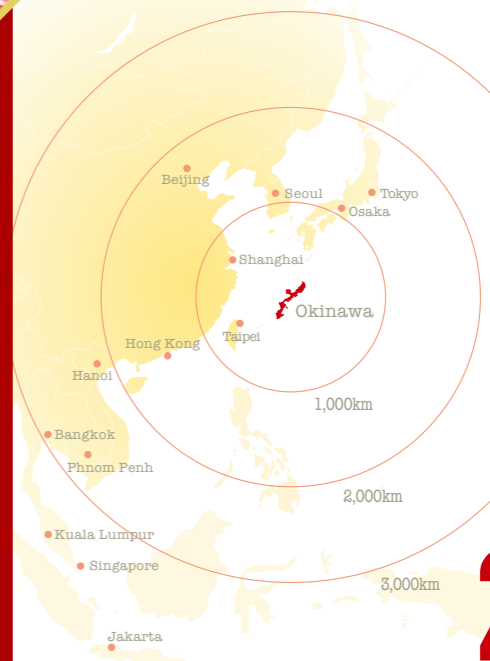 Beijing
Seoul
Tokyo
Osaka
Shanghai
Okinawa
Taipei
Hong Kong
Hanoi
1,000km
Bangkok
Phnom Penh
2,000km
Kuala Lumpur
Singapore
3,000km
Jakarta